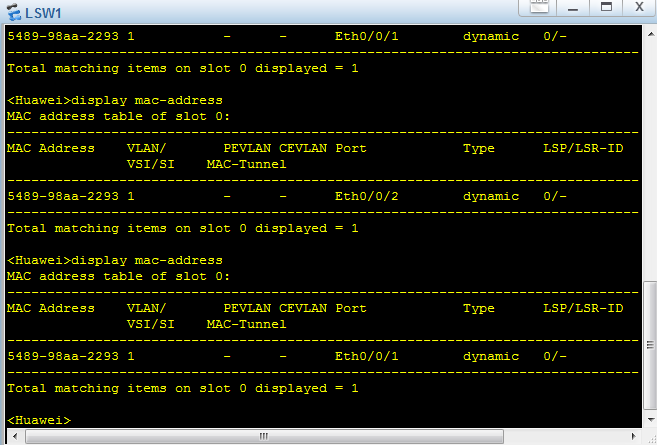 LSW1
X
5489-98aa-2293 1 - - Eth0/0/1 dynamic 0/-
-------------------------------------------------------------------------------
Total matching items on slot 0 displayed = 1
<Huawei>display mac-address
MAC address table of slot 0:
-------------------------------------------------------------------------------
MAC Address VLAN/ PEVLAN CEVLAN Port Type LSP/LSR-ID
VSI/SI MAC-Tunnel
-------------------------------------------------------------------------------
5489-98aa-2293 1 - - Eth0/0/2 dynamic 0/-
-------------------------------------------------------------------------------
Total matching items on slot 0 displayed = 1
<Huawei>display mac-address
MAC address table of slot 0:
-------------------------------------------------------------------------------
MAC Address VLAN/ PEVLAN CEVLAN Port Type LSP/LSR-ID
VSI/SI MAC-Tunnel
-------------------------------------------------------------------------------
5489-98aa-2293 1 - - Eth0/0/1 dynamic 0/-
-------------------------------------------------------------------------------
Total matching items on slot 0 displayed = 1
<Huawei>